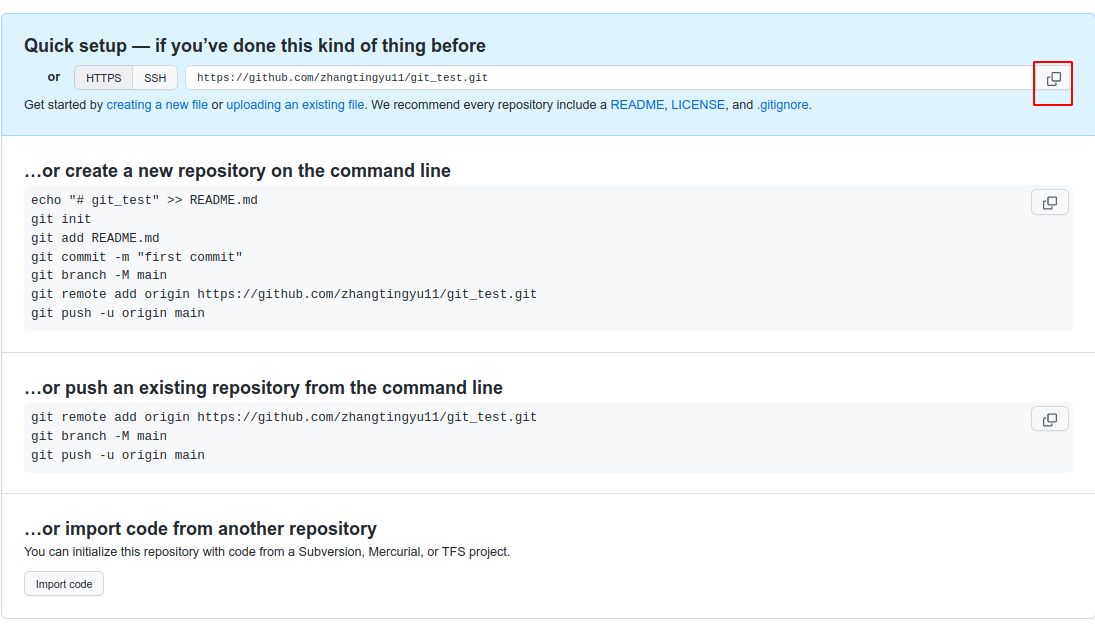 Quick setup — if you’ve done this kind of thing before
or HTTPS SSH https://github.com/zhangtingyu11/git_test.git
Get started by creating a new file or uploading an existing file. We recommend every repository include a README, LICENSE, and .gitignore.
…or create a new repository on the command line
echo "# git_test" >> README.md
git init
git add README.md
git commit -m "first commit"
git branch -M main
git remote add origin https://github.com/zhangtingyu11/git_test.git
git push -u origin main
…or push an existing repository from the command line
git remote add origin https://github.com/zhangtingyu11/git_test.git
git branch -M main
git push -u origin main
…or import code from another repository
You can initialize this repository with code from a Subversion, Mercurial, or TFS project.
Import code